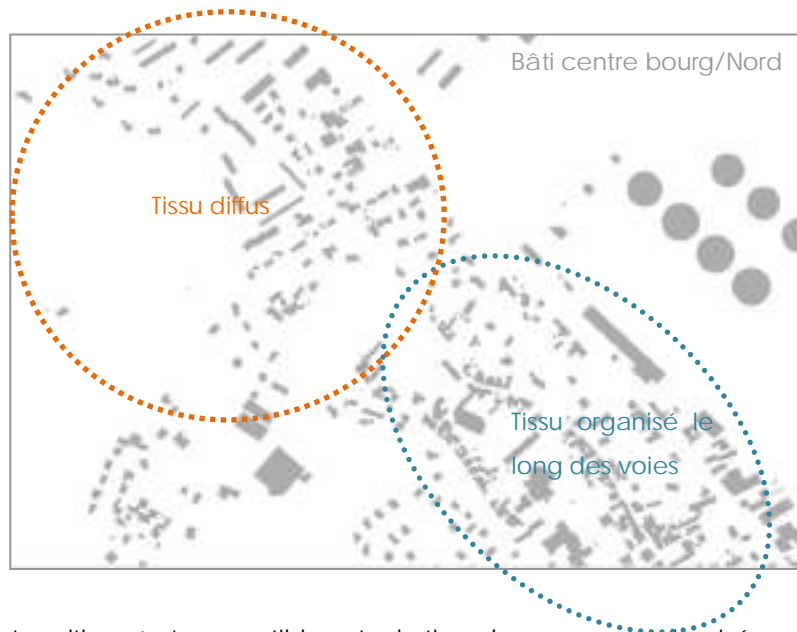 Bâti centre bourg/Nord
Tissu diffus
Tissu organisé le
long des voies